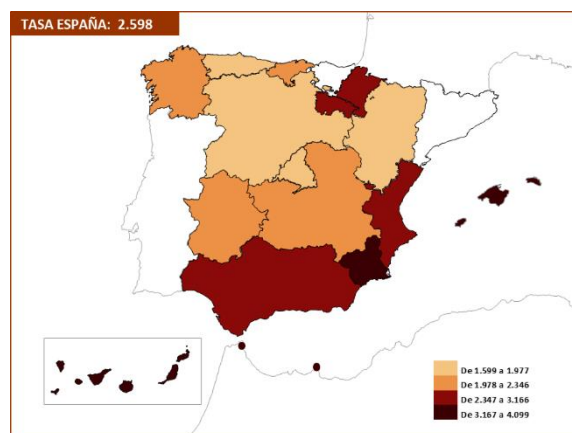 TASA ESPAÑA: 2.598
De 1.599 a 1.977
De 1.978 a 2.346
De 2.347 a 3.166
De 3.167 a 4.099